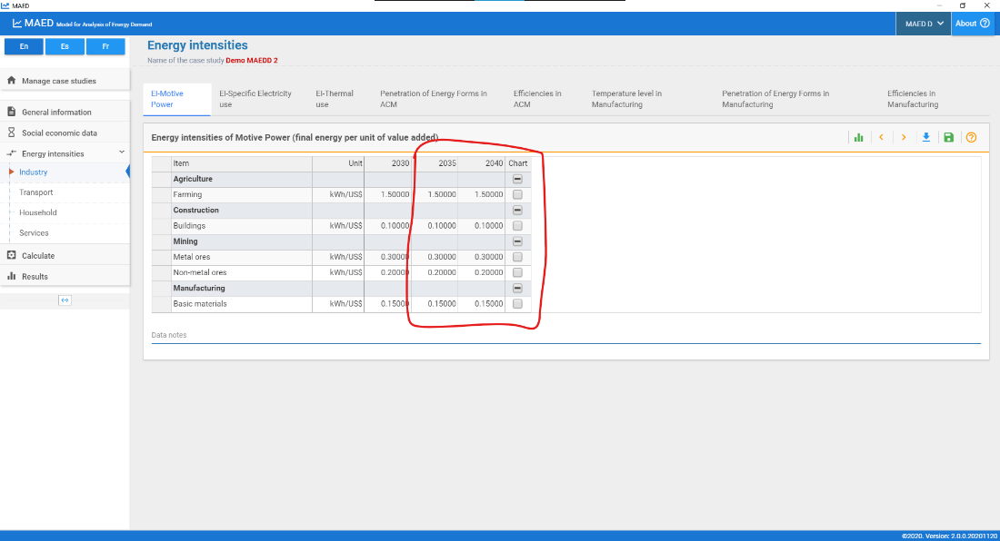 MAED
MAED Model for Analysis of Energy Demand
MAED D
About
En Es Fr
Energy intensities
Name of the case study Demo MAEDD 2
Manage case studies
General information
Social economic data
Energy intensities
Industry
Transport
Household
Services
Calculate
Results
EI-Motive Power
EI-Specific Electricity use
EI-Thermal use
Penetration of Energy Forms in ACM
Efficiencies in ACM
Temperature level in Manufacturing
Penetration of Energy Forms in Manufacturing
Efficiencies in Manufacturing
Energy intensities of Motive Power (final energy per unit of value added)
Item Unit 2030 2035 2040 Chart
Agriculture
Farming kWh/US$ 1.50000 1.50000 1.50000
Construction
Buildings kWh/US$ 0.10000 0.10000 0.10000
Mining
Metal ores kWh/US$ 0.30000 0.30000 0.30000
Non-metal ores kWh/US$ 0.20000 0.20000 0.20000
Manufacturing
Basic materials kWh/US$ 0.15000 0.15000 0.15000
Data notes
©2020. Version: 2.0.0.20201120